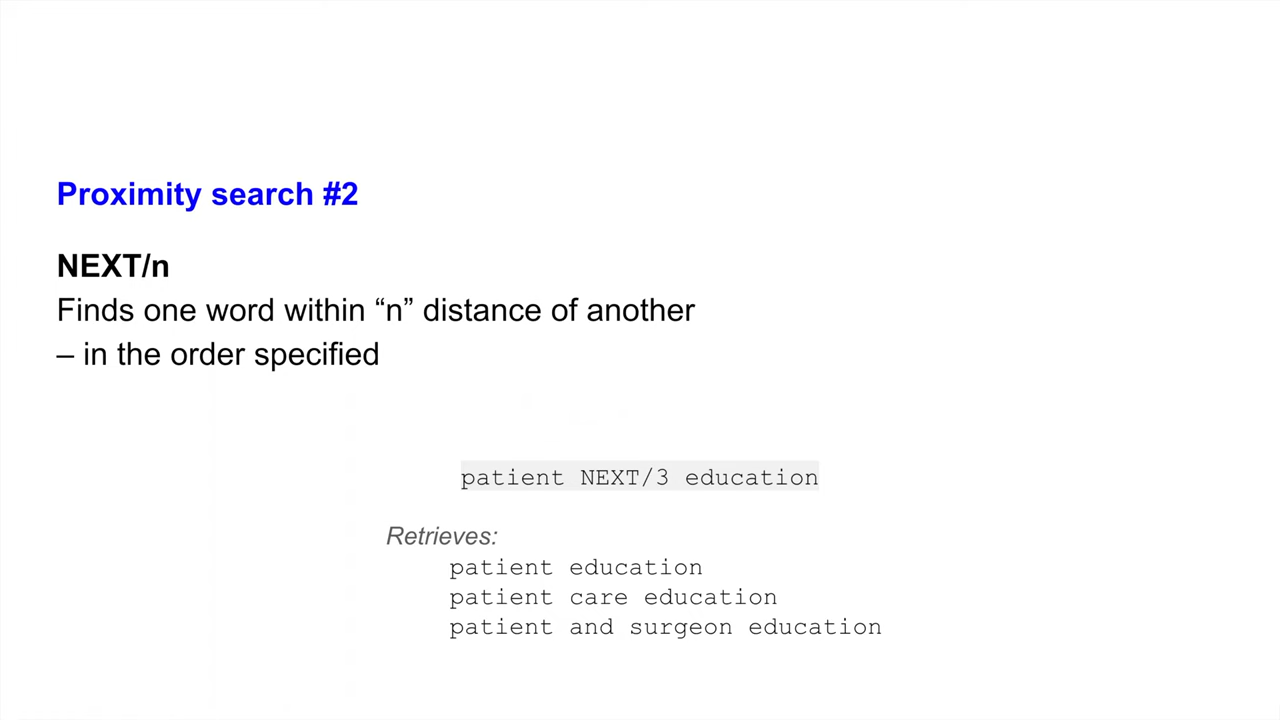 Proximity search #2
NEXT/n
Finds one word within “n” distance of another
– in the order specified
patient NEXT/3 education
Retrieves:
patient education
patient care education
patient and surgeon education